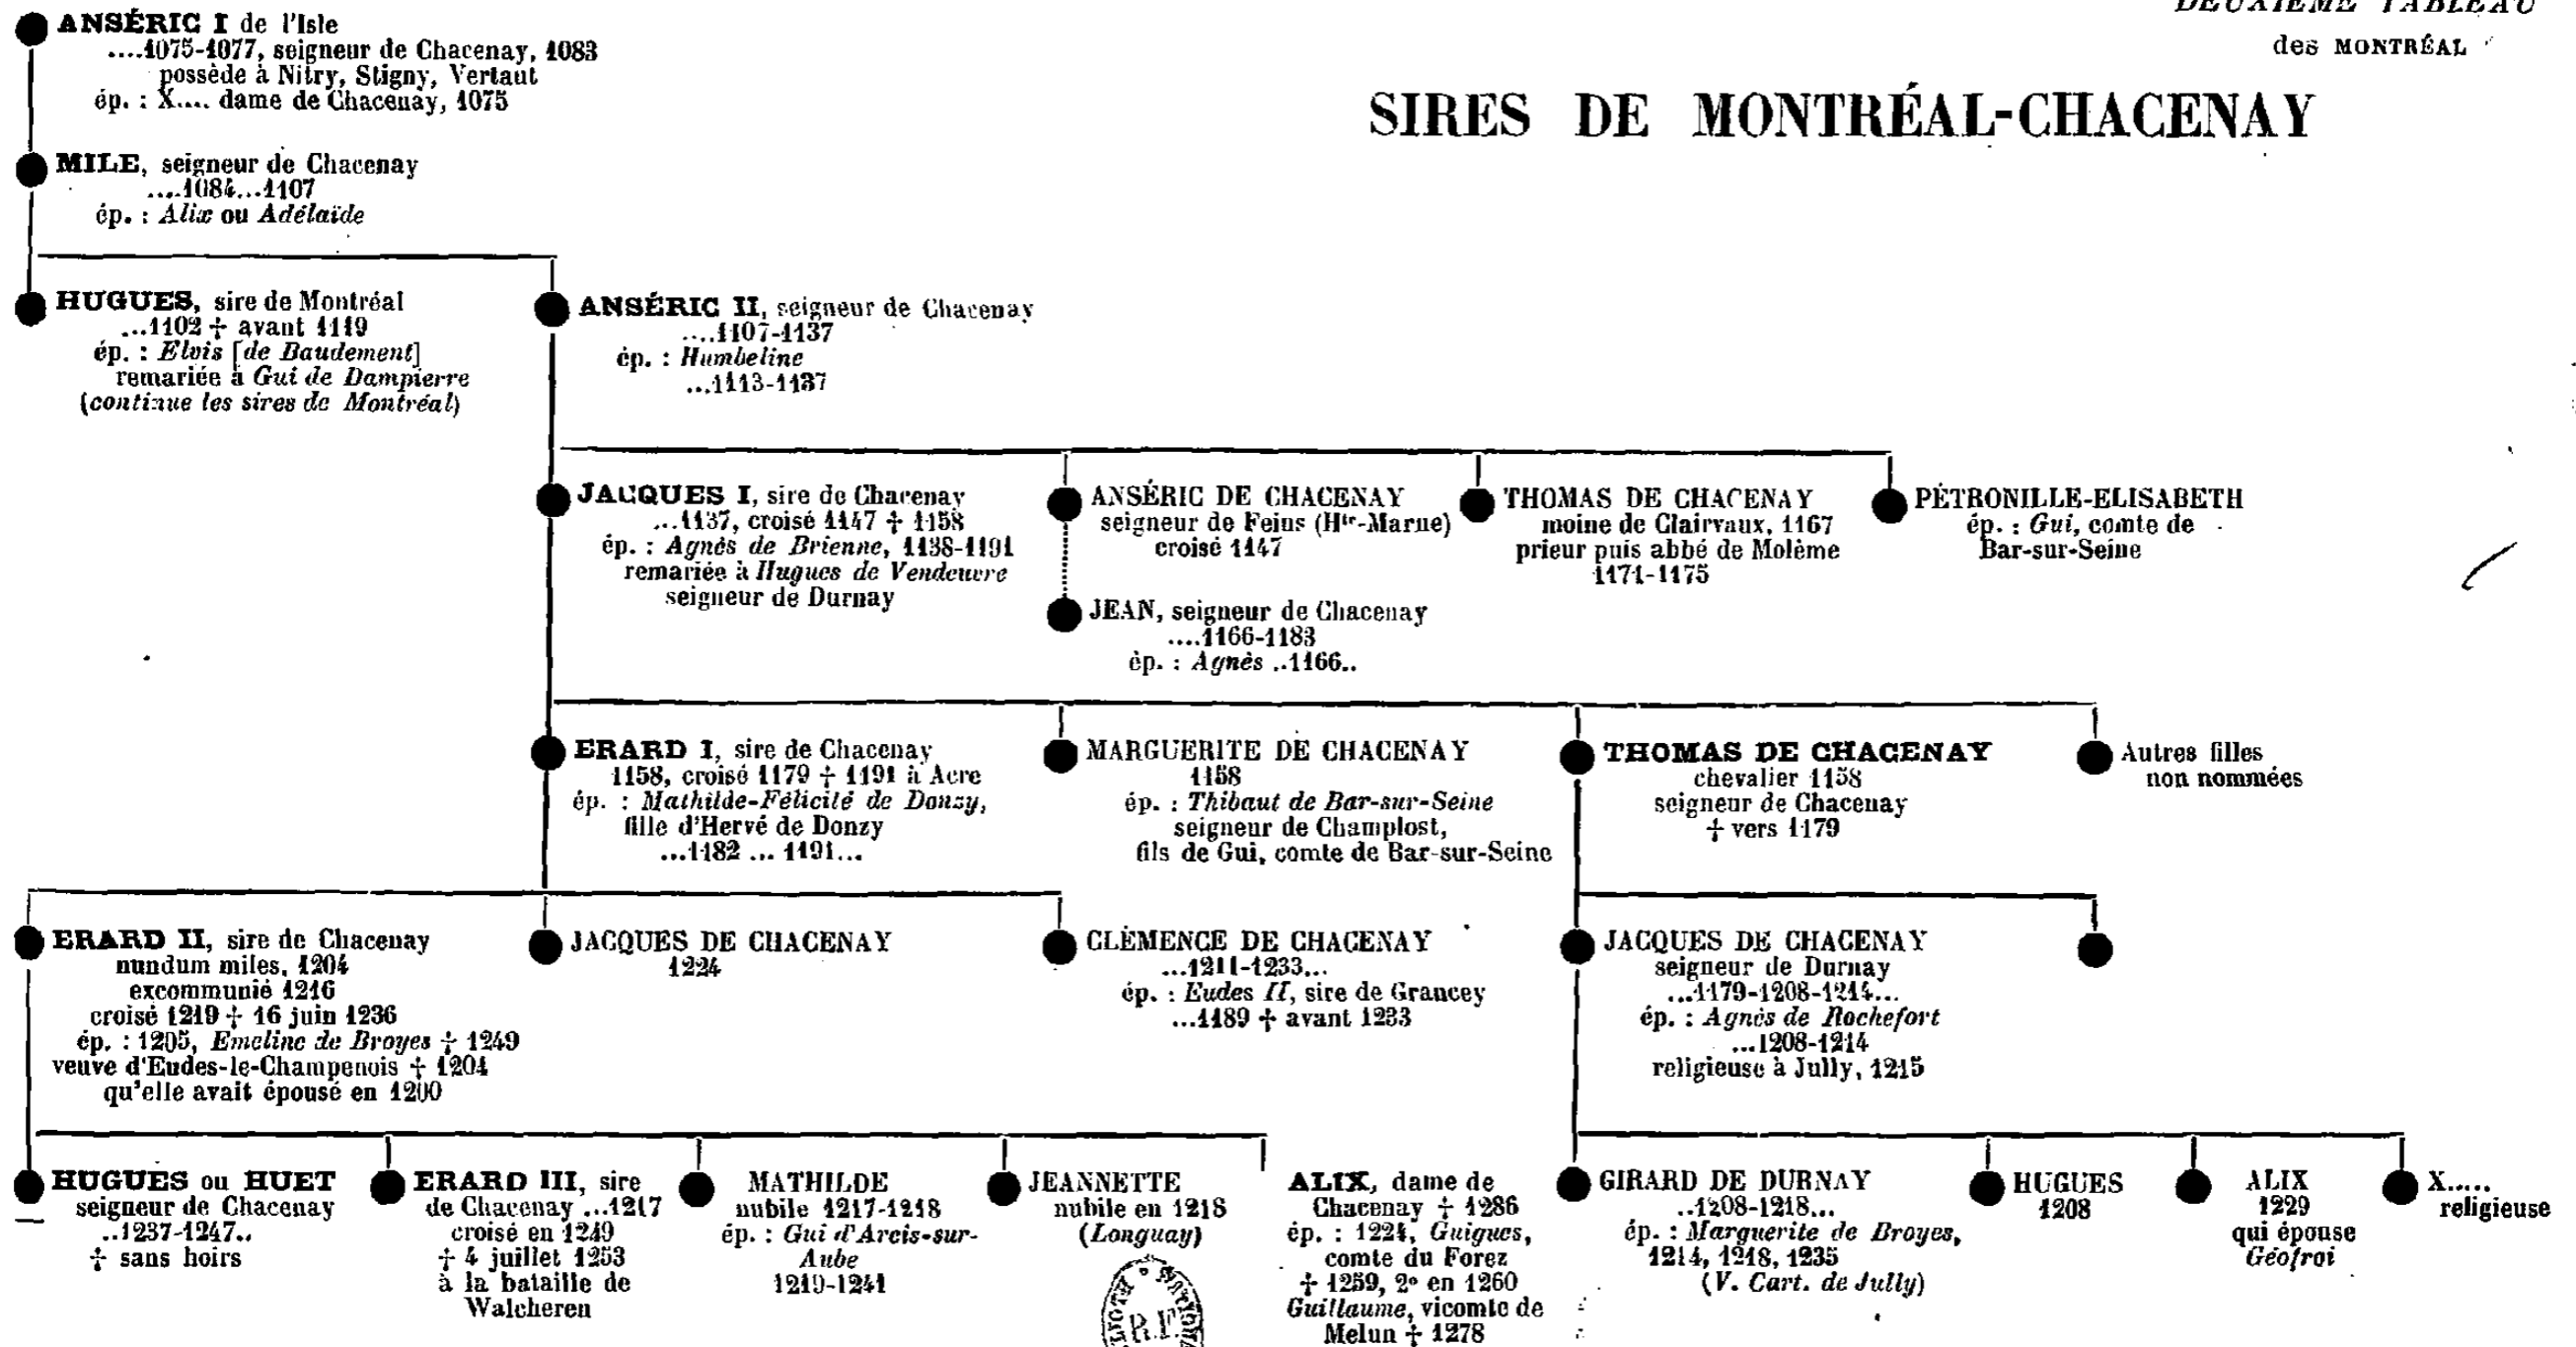 DEUXIÈME TABLEAU
des MONTRÉAL
SIRES DE MONTRÉAL-CHACENAY
ANSÉRIC I de l'Isle
....1075-1077, seigneur de Chacenay, 1083
possède à Nitry, Stigny, Vertaut
ép. : X.... dame de Chacenay, 1075
MILE, seigneur de Chacenay
....1084...1107
ép. : Alix ou Adélaïde
HUGUES, sire de Montréal
...1102 † avant 1119
ép. : Elvis [de Baudement]
remariée à Gui de Dampierre
(continue les sires de Montréal)
ANSÉRIC II, seigneur de Chacenay
....1107-1137
ép. : Humbeline
...1113-1137
JACQUES I, sire de Chacenay
...1137, croisé 1147 † 1158
ép. : Agnès de Brienne, 1138-1191
remariée à Hugues de Vendeuvre
seigneur de Durnay
ANSÉRIC DE CHACENAY
seigneur de Feins (Hte-Marne)
croisé 1147
THOMAS DE CHACENAY
moine de Clairvaux, 1167
prieur puis abbé de Molème
1171-1175
PÉTRONILLE-ELISABETH
ép. : Gui, comte de
Bar-sur-Seine
JEAN, seigneur de Chacenay
....1166-1183
ép. : Agnès ..1166..
ERARD I, sire de Chacenay
1158, croisé 1179 † 1191 à Acre
ép. : Mathilde-Félicité de Donzy,
fille d'Hervé de Donzy
...1182 ... 1191...
MARGUERITE DE CHACENAY
1158
ép. : Thibaut de Bar-sur-Seine
seigneur de Champlost,
fils de Gui, comte de Bar-sur-Seine
THOMAS DE CHACENAY
chevalier 1158
seigneur de Chacenay
† vers 1179
Autres filles
non nommées
ERARD II, sire de Chacenay
nundum miles, 1204
excommunié 1216
croisé 1219 † 16 juin 1236
ép. : 1205, Emeline de Broyes † 1249
veuve d'Eudes-le-Champenois † 1204
qu'elle avait épousé en 1200
JACQUES DE CHACENAY
1224
CLÉMENCE DE CHACENAY
...1211-1233...
ép. : Eudes II, sire de Grancey
...1189 † avant 1233
JACQUES DE CHACENAY
seigneur de Durnay
...1179-1208-1214...
ép. : Agnès de Rochefort
...1208-1214
religieuse à Jully, 1215
HUGUES ou HUET
seigneur de Chacenay
..1237-1247..
† sans hoirs
ERARD III, sire
de Chacenay ...1217
croisé en 1249
† 4 juillet 1253
à la bataille de
Walcheren
MATHILDE
nubile 1217-1218
ép. : Gui d'Arcis-sur-
Aube
1219-1241
JEANNETTE
nubile en 1218
(Longuay)
ALIX, dame de
Chacenay † 1286
ép. : 1224, Guigues,
comte du Forez
† 1259, 2° en 1260
Guillaume, vicomte de
Melun † 1278
GIRARD DE DURNAY
..1208-1218...
ép. : Marguerite de Broyes,
1214, 1218, 1235
(V. Cart. de Jully)
HUGUES
1208
ALIX
1229
qui épouse
Géofroi
X.....
religieuse
R.F.